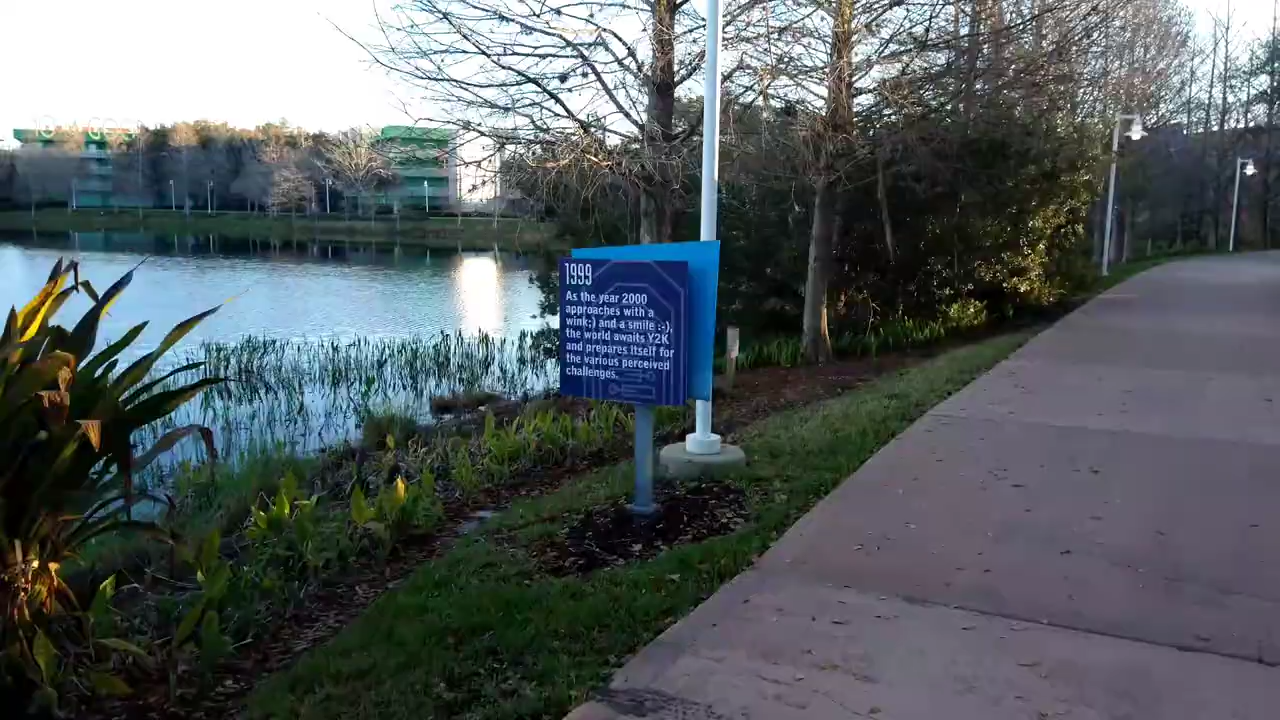 1999
As the year 2000
approaches with a
wink;) and a smile :-),
the world awaits Y2K
and prepares itself for
the various perceived
challenges.